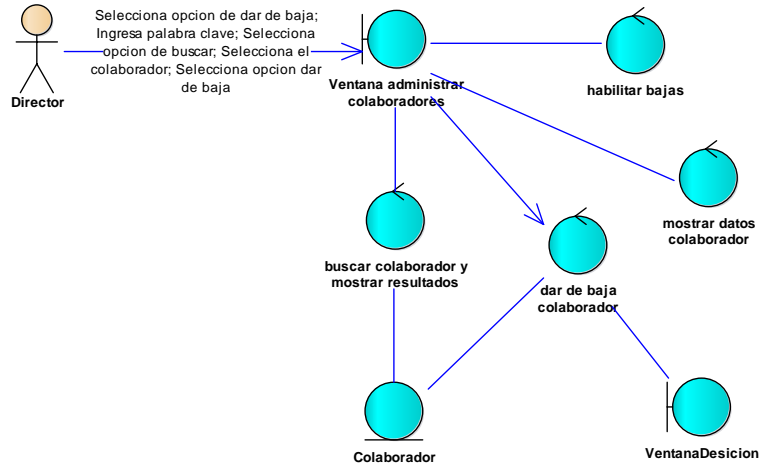 Selecciona opcion de dar de baja;
Ingresa palabra clave; Selecciona
opcion de buscar; Selecciona el
colaborador; Selecciona opcion dar
de baja
Director
Ventana administrar
colaboradores
habilitar bajas
mostrar datos
colaborador
buscar colaborador y
mostrar resultados
dar de baja
colaborador
Colaborador
VentanaDesicion